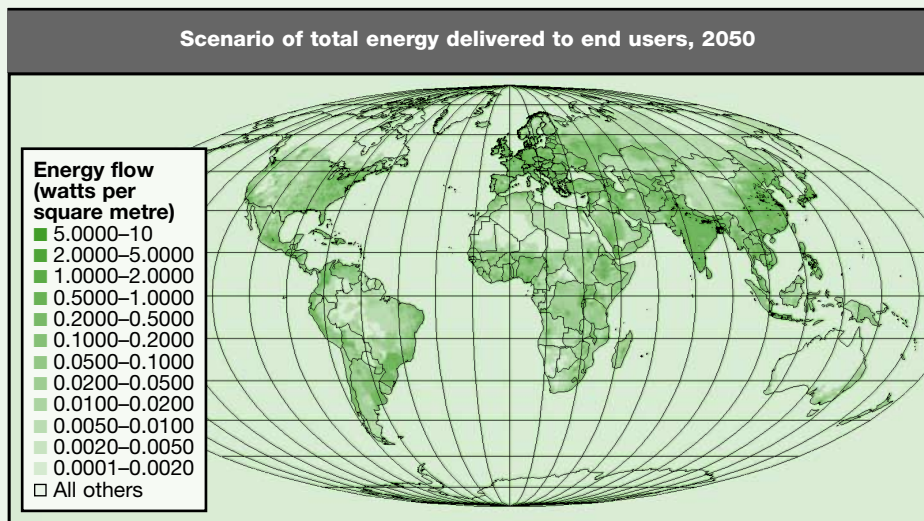 Scenario of total energy delivered to end users, 2050
Energy flow
(watts per
square metre)
5.0000–10
2.0000–5.0000
1.0000–2.0000
0.5000–1.0000
0.2000–0.5000
0.1000–0.2000
0.0500–0.1000
0.0200–0.0500
0.0100–0.0200
0.0050–0.0100
0.0020–0.0050
0.0001–0.0020
All others